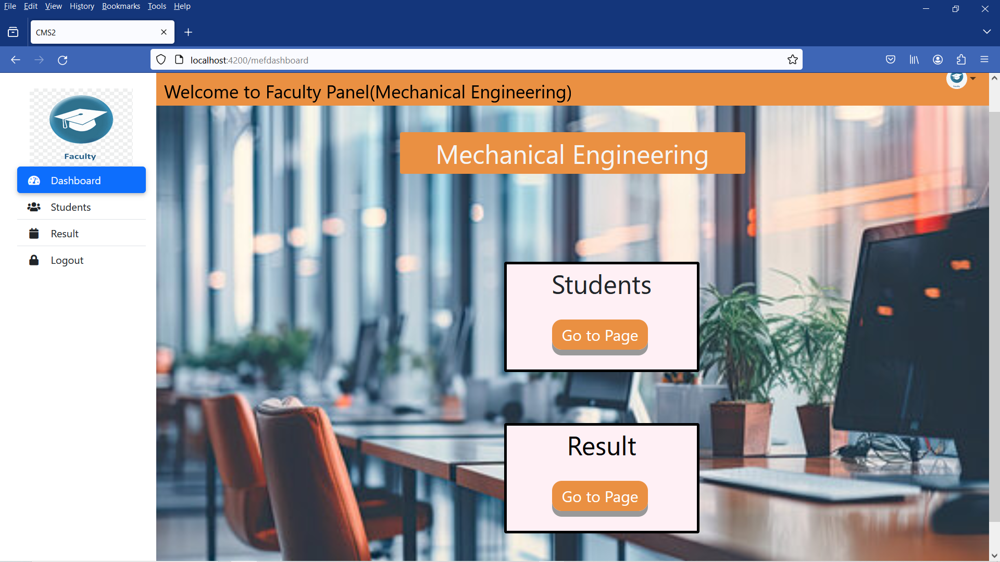 File Edit View History Bookmarks Tools Help
CMS2
localhost:4200/mefdashboard
Welcome to Faculty Panel(Mechanical Engineering)
Faculty
Dashboard
Students
Result
Logout
Mechanical Engineering
Students
Go to Page
Result
Go to Page